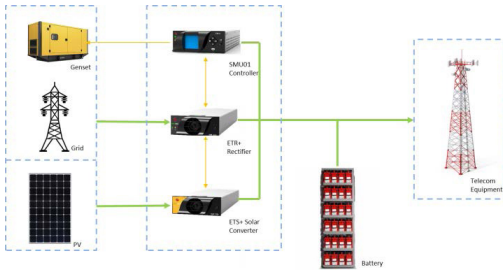 Genset
SMU01
Controller
Grid
ETR+
Rectifier
Telecom
Equipment
PV
ETS+ Solar
Converter
Battery